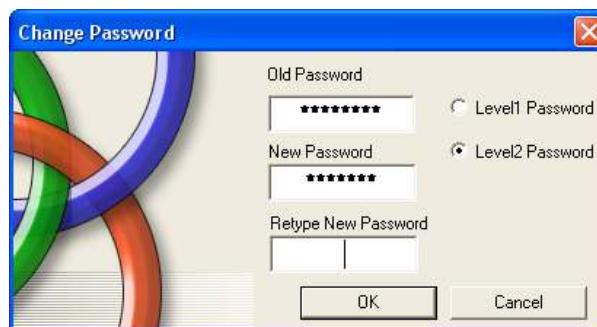 Change Password
Old Password
********
Level1 Password
New Password
Level2 Password
*******
Retype New Password
OK
Cancel